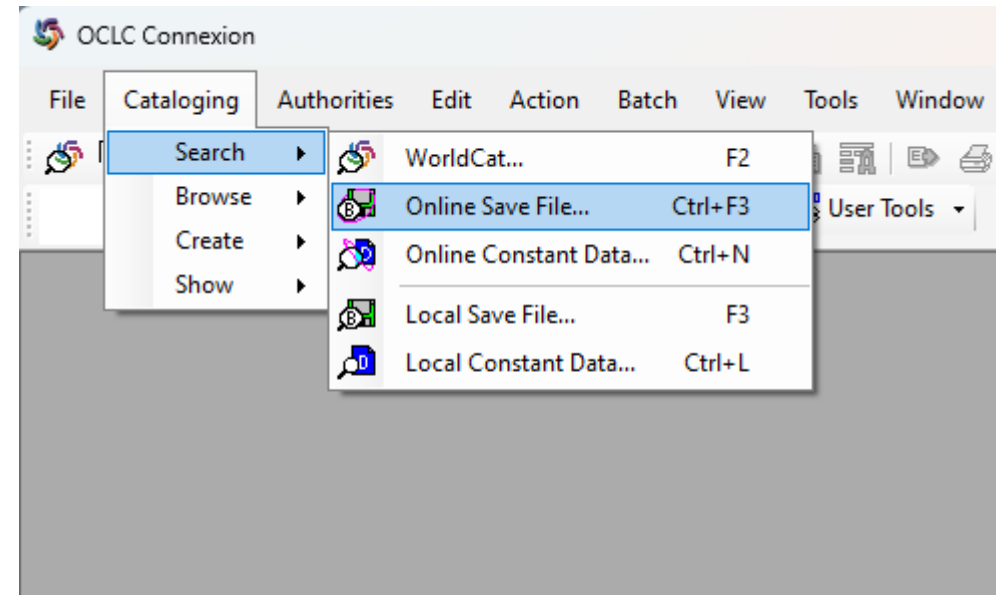 OCLC Connexion
File Cataloging Authorities Edit Action Batch View Tools Window
Search
WorldCat... F2
Browse
Online Save File... Ctrl+F3
User Tools
Create
Online Constant Data... Ctrl+N
Show
Local Save File... F3
Local Constant Data... Ctrl+L